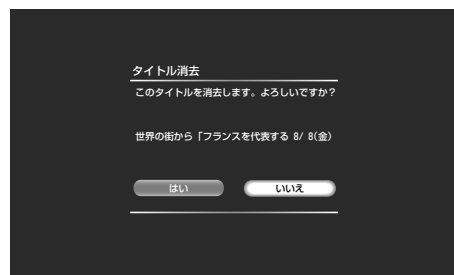 タイトル消去
このタイトルを消去します。よろしいですか?
世界の街から「フランスを代表する 8/ 8(金)
はい
いいえ